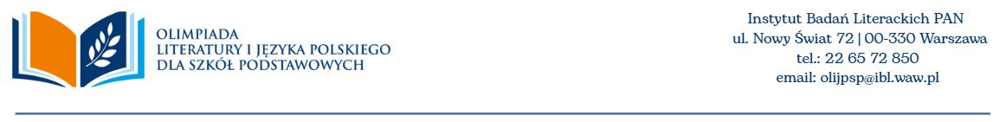 OLIMPIADA
LITERATURY I JĘZYKA POLSKIEGO
DLA SZKÓŁ PODSTAWOWYCH
Instytut Badań Literackich PAN
ul. Nowy Świat 72 | 00-330 Warszawa
tel.: 22 65 72 850
email: olijpsp@ibl.waw.pl